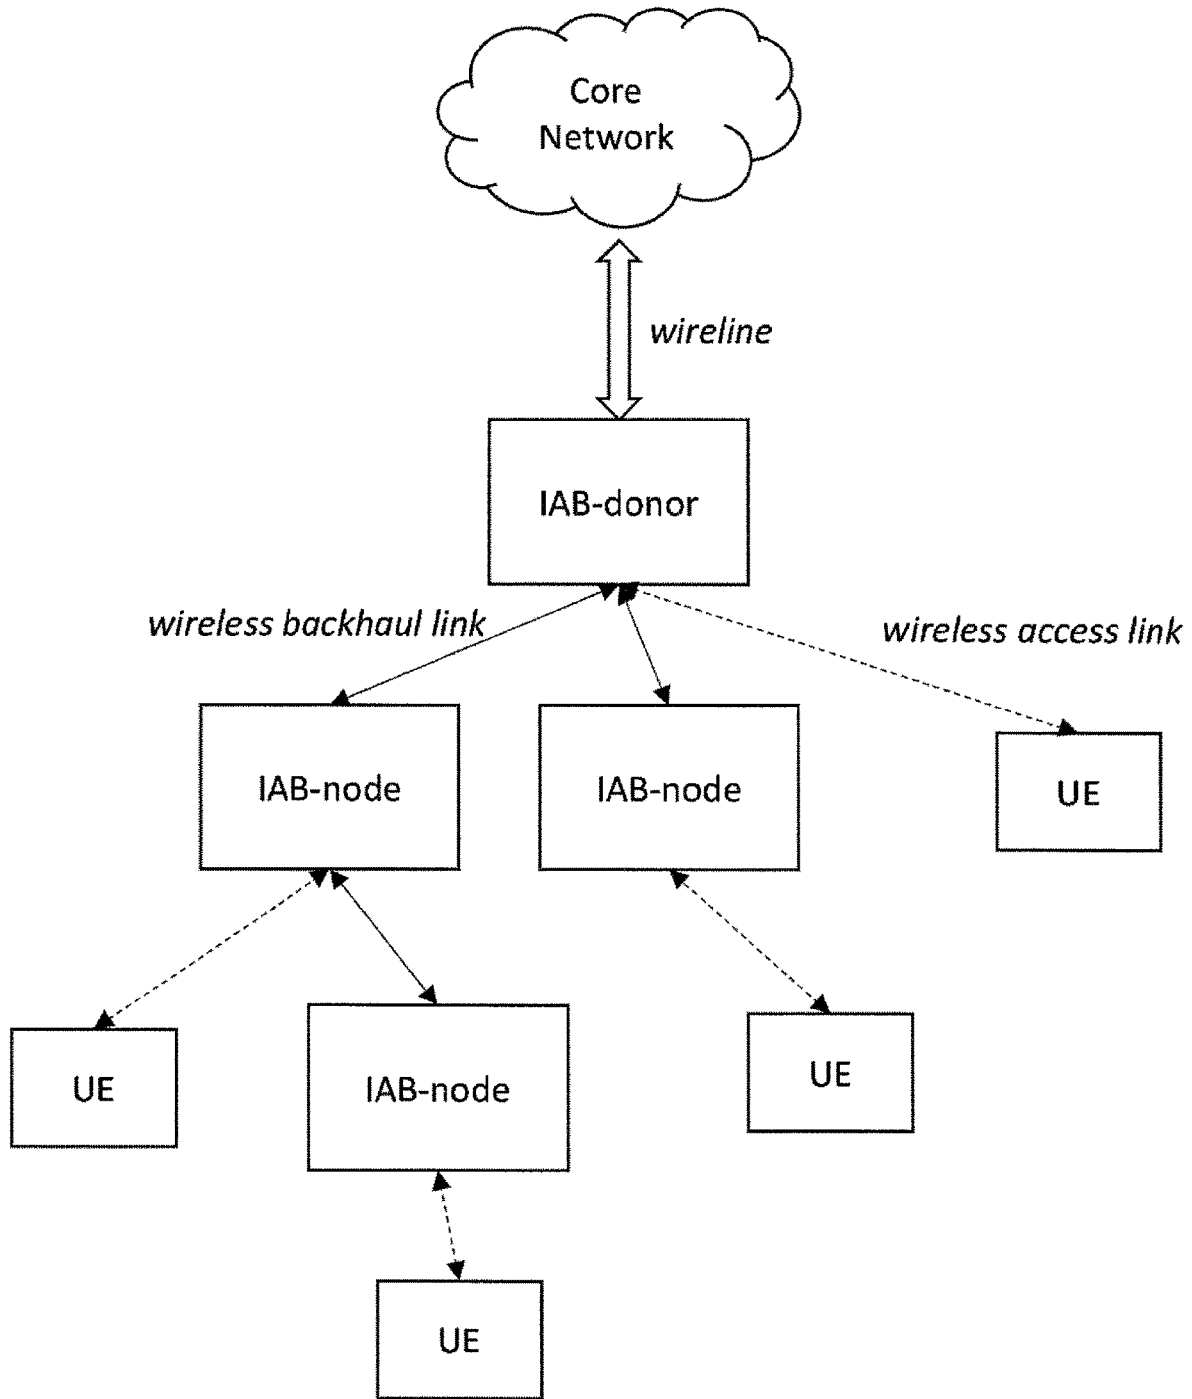 Core
Network
wireline
IAB-donor
wireless backhaul link
wireless access link
IAB-node
IAB-node
UE
UE
IAB-node
UE
UE